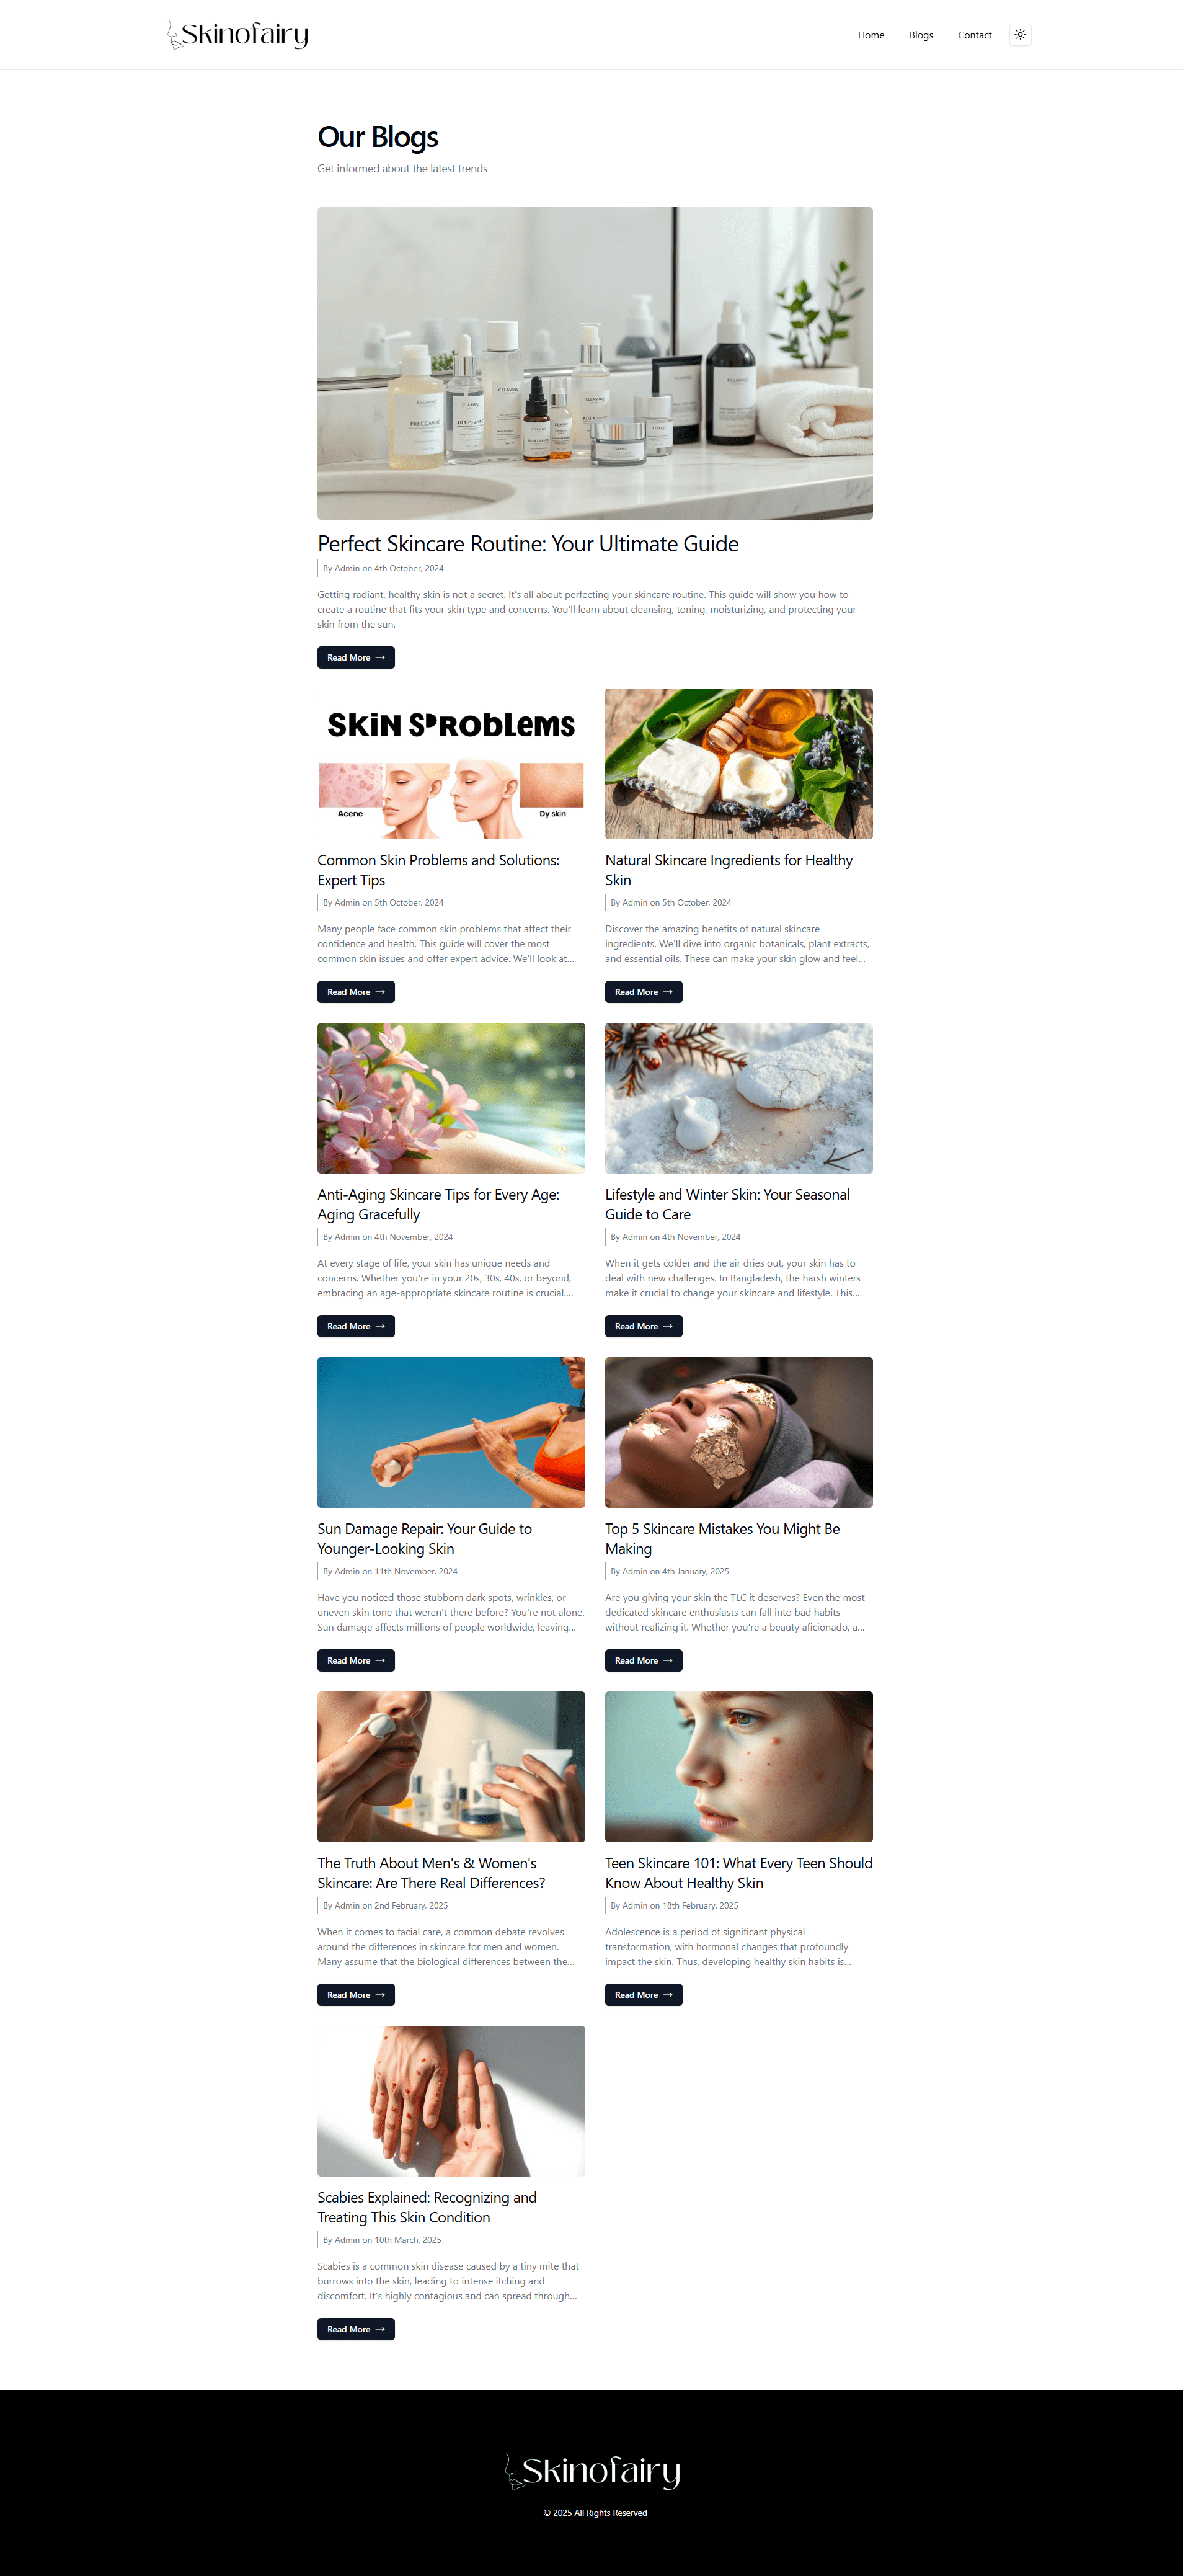 Skinofairy
Home Blogs Contact
Our Blogs
Get informed about the latest trends
Perfect Skincare Routine: Your Ultimate Guide
By Admin on 4th October, 2024
Getting radiant, healthy skin is not a secret. It's all about perfecting your skincare routine. This guide will show you how to
create a routine that fits your skin type and concerns. You'll learn about cleansing, toning, moisturizing, and protecting your
skin from the sun.
Read More →
SKiN SPROBLEMS
Acene
Dy skin
Common Skin Problems and Solutions:
Expert Tips
By Admin on 5th October, 2024
Many people face common skin problems that affect their
confidence and health. This guide will cover the most
common skin issues and offer expert advice. We'll look at...
Read More →
Natural Skincare Ingredients for Healthy
Skin
By Admin on 5th October, 2024
Discover the amazing benefits of natural skincare
ingredients. We'll dive into organic botanicals, plant extracts,
and essential oils. These can make your skin glow and feel...
Read More →
Anti-Aging Skincare Tips for Every Age:
Aging Gracefully
By Admin on 4th November, 2024
At every stage of life, your skin has unique needs and
concerns. Whether you're in your 20s, 30s, 40s, or beyond,
embracing an age-appropriate skincare routine is crucial....
Read More →
Lifestyle and Winter Skin: Your Seasonal
Guide to Care
By Admin on 4th November, 2024
When it gets colder and the air dries out, your skin has to
deal with new challenges. In Bangladesh, the harsh winters
make it crucial to change your skincare and lifestyle. This...
Read More →
Sun Damage Repair: Your Guide to
Younger-Looking Skin
By Admin on 11th November, 2024
Have you noticed those stubborn dark spots, wrinkles, or
uneven skin tone that weren't there before? You're not alone.
Sun damage affects millions of people worldwide, leaving...
Read More →
Top 5 Skincare Mistakes You Might Be
Making
By Admin on 4th January, 2025
Are you giving your skin the TLC it deserves? Even the most
dedicated skincare enthusiasts can fall into bad habits
without realizing it. Whether you're a beauty aficionado, a...
Read More →
The Truth About Men's & Women's
Skincare: Are There Real Differences?
By Admin on 2nd February, 2025
When it comes to facial care, a common debate revolves
around the differences in skincare for men and women.
Many assume that the biological differences between the...
Read More →
Teen Skincare 101: What Every Teen Should
Know About Healthy Skin
By Admin on 18th February, 2025
Adolescence is a period of significant physical
transformation, with hormonal changes that profoundly
impact the skin. Thus, developing healthy skin habits is...
Read More →
Scabies Explained: Recognizing and
Treating This Skin Condition
By Admin on 10th March, 2025
Scabies is a common skin disease caused by a tiny mite that
burrows into the skin, leading to intense itching and
discomfort. It's highly contagious and can spread through...
Read More →
Skinofairy
© 2025 All Rights Reserved